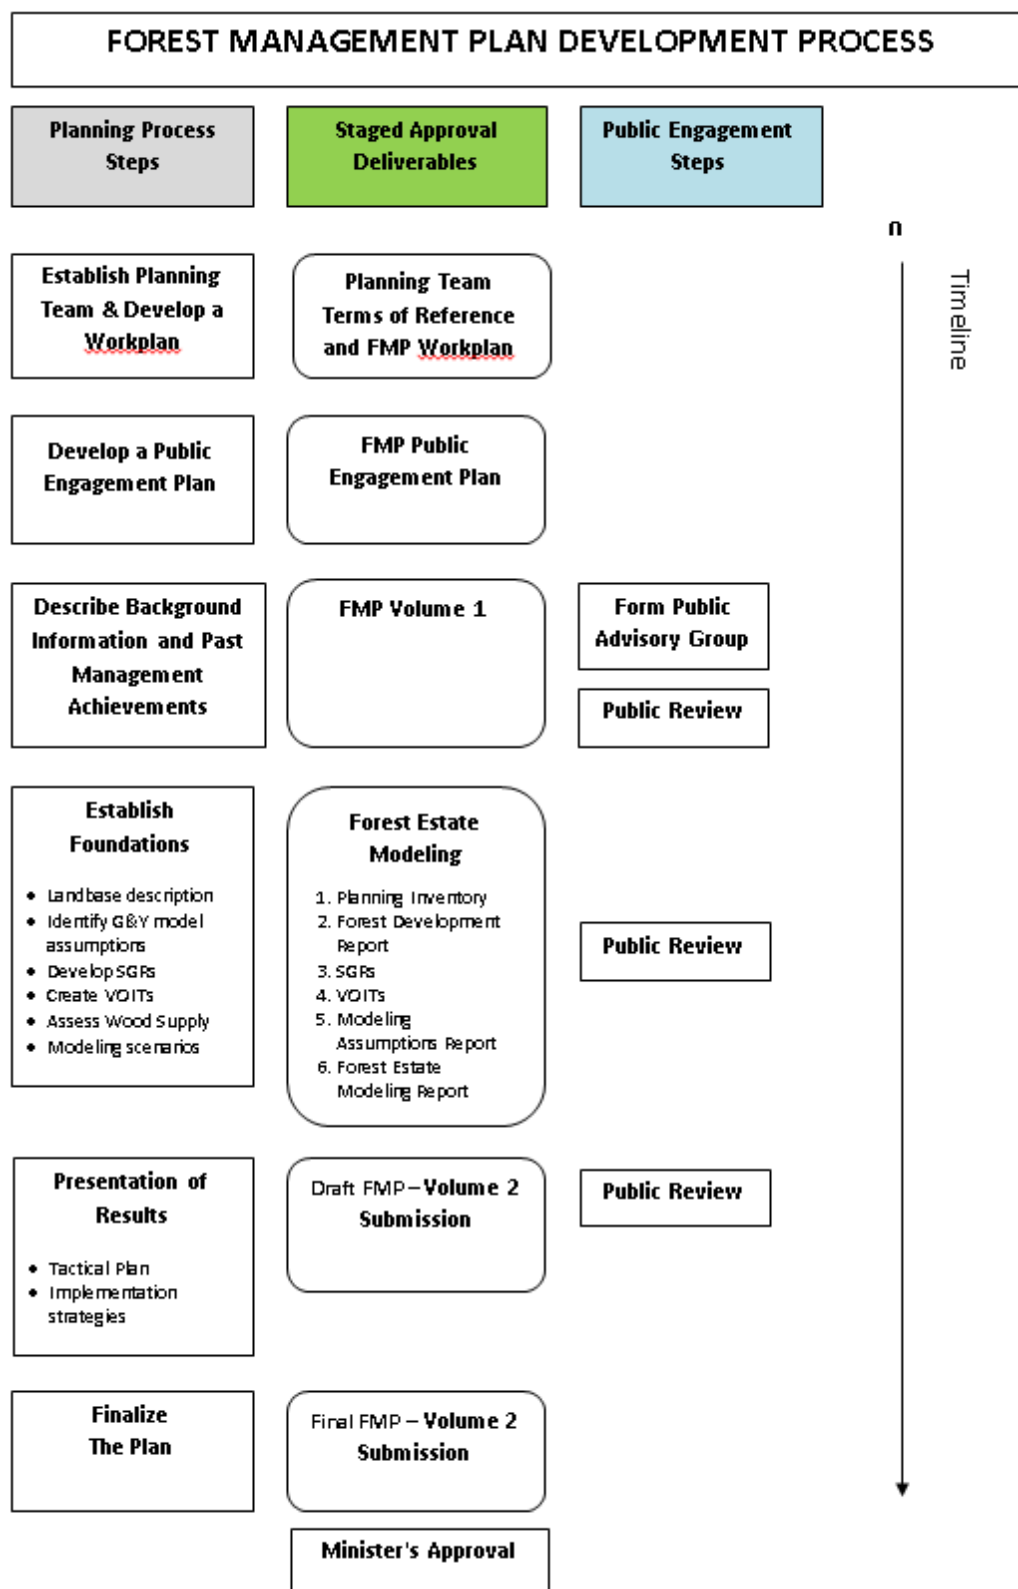 FOREST MANAGEMENT PLAN DEVELOPMENT PROCESS
Planning Process
Steps
Staged Approval
Deliverables
Public Engagement
Steps
n
Timeline
Establish Planning
Team & Develop a
Workplan
Planning Team
Terms of Reference
and FMP Workplan
Develop a Public
Engagement Plan
FMP Public
Engagement Plan
Describe Background
Information and Past
Management
Achievements
FMP Volume 1
Form Public
Advisory Group
Public Review
Establish
Foundations
• Landbase description
• Identify G&Y model
assumptions
• Develop SGRs
• Create VOITs
• Assess Wood Supply
• Modeling scenarios
Forest Estate
Modeling
1. Planning Inventory
2. Forest Development
Report
3. SGRs
4. VOITs
5. Modeling
Assumptions Report
6. Forest Estate
Modeling Report
Public Review
Presentation of
Results
• Tactical Plan
• Implementation
strategies
Draft FMP – Volume 2
Submission
Public Review
Finalize
The Plan
Final FMP – Volume 2
Submission
Minister's Approval